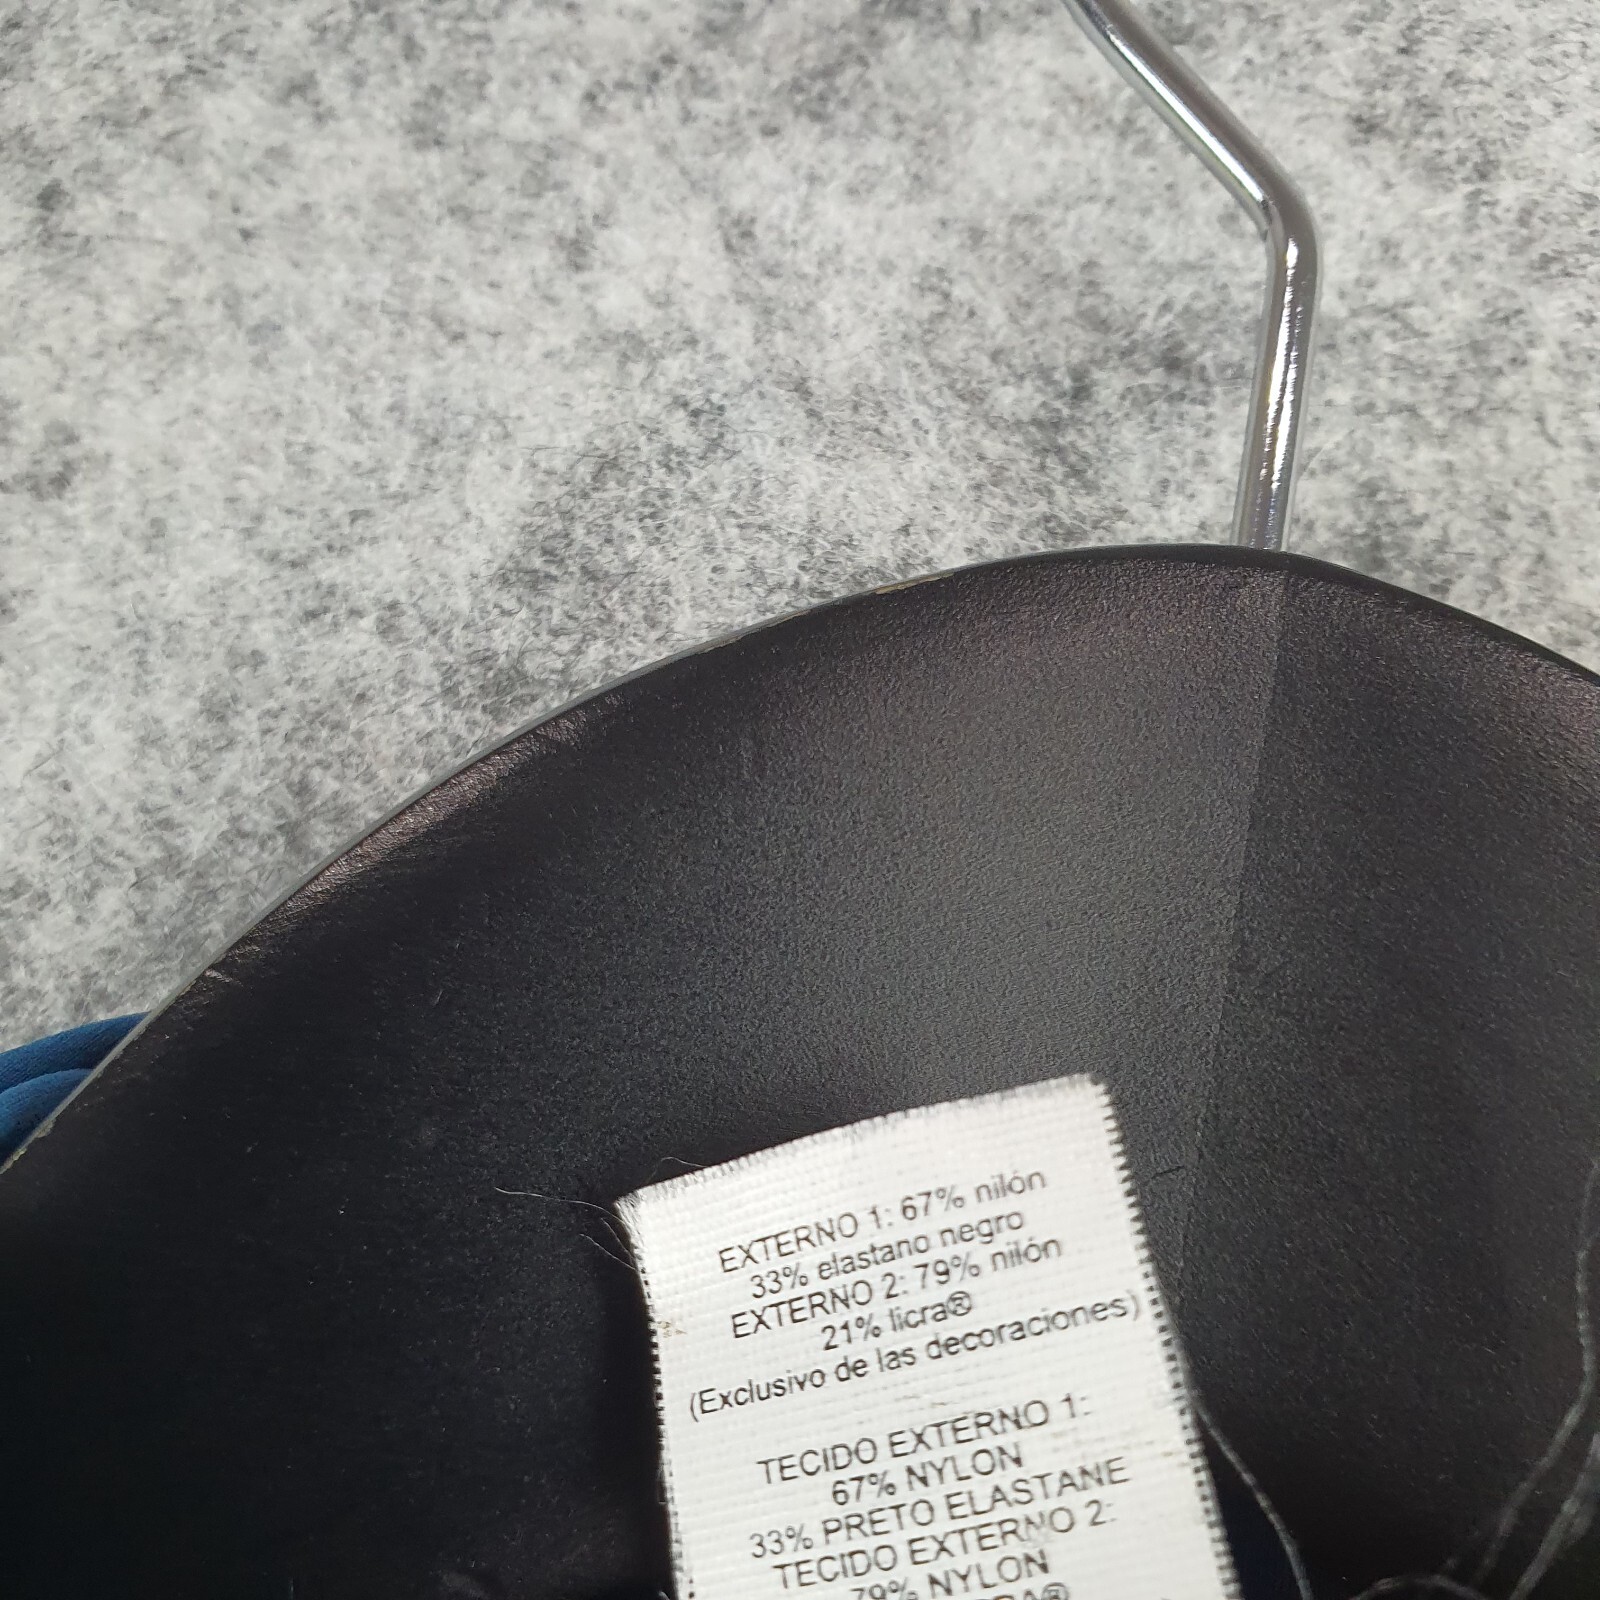 EXTERNO 1: 67% nilón
33% elastano negro
EXTERNO 2: 79% nilón
21% licra®
(Exclusivo de las decoraciones)
TECIDO EXTERNO 1:
67% NYLON
33% PRETO ELASTANE
TECIDO EXTERNO 2:
79% NYLON